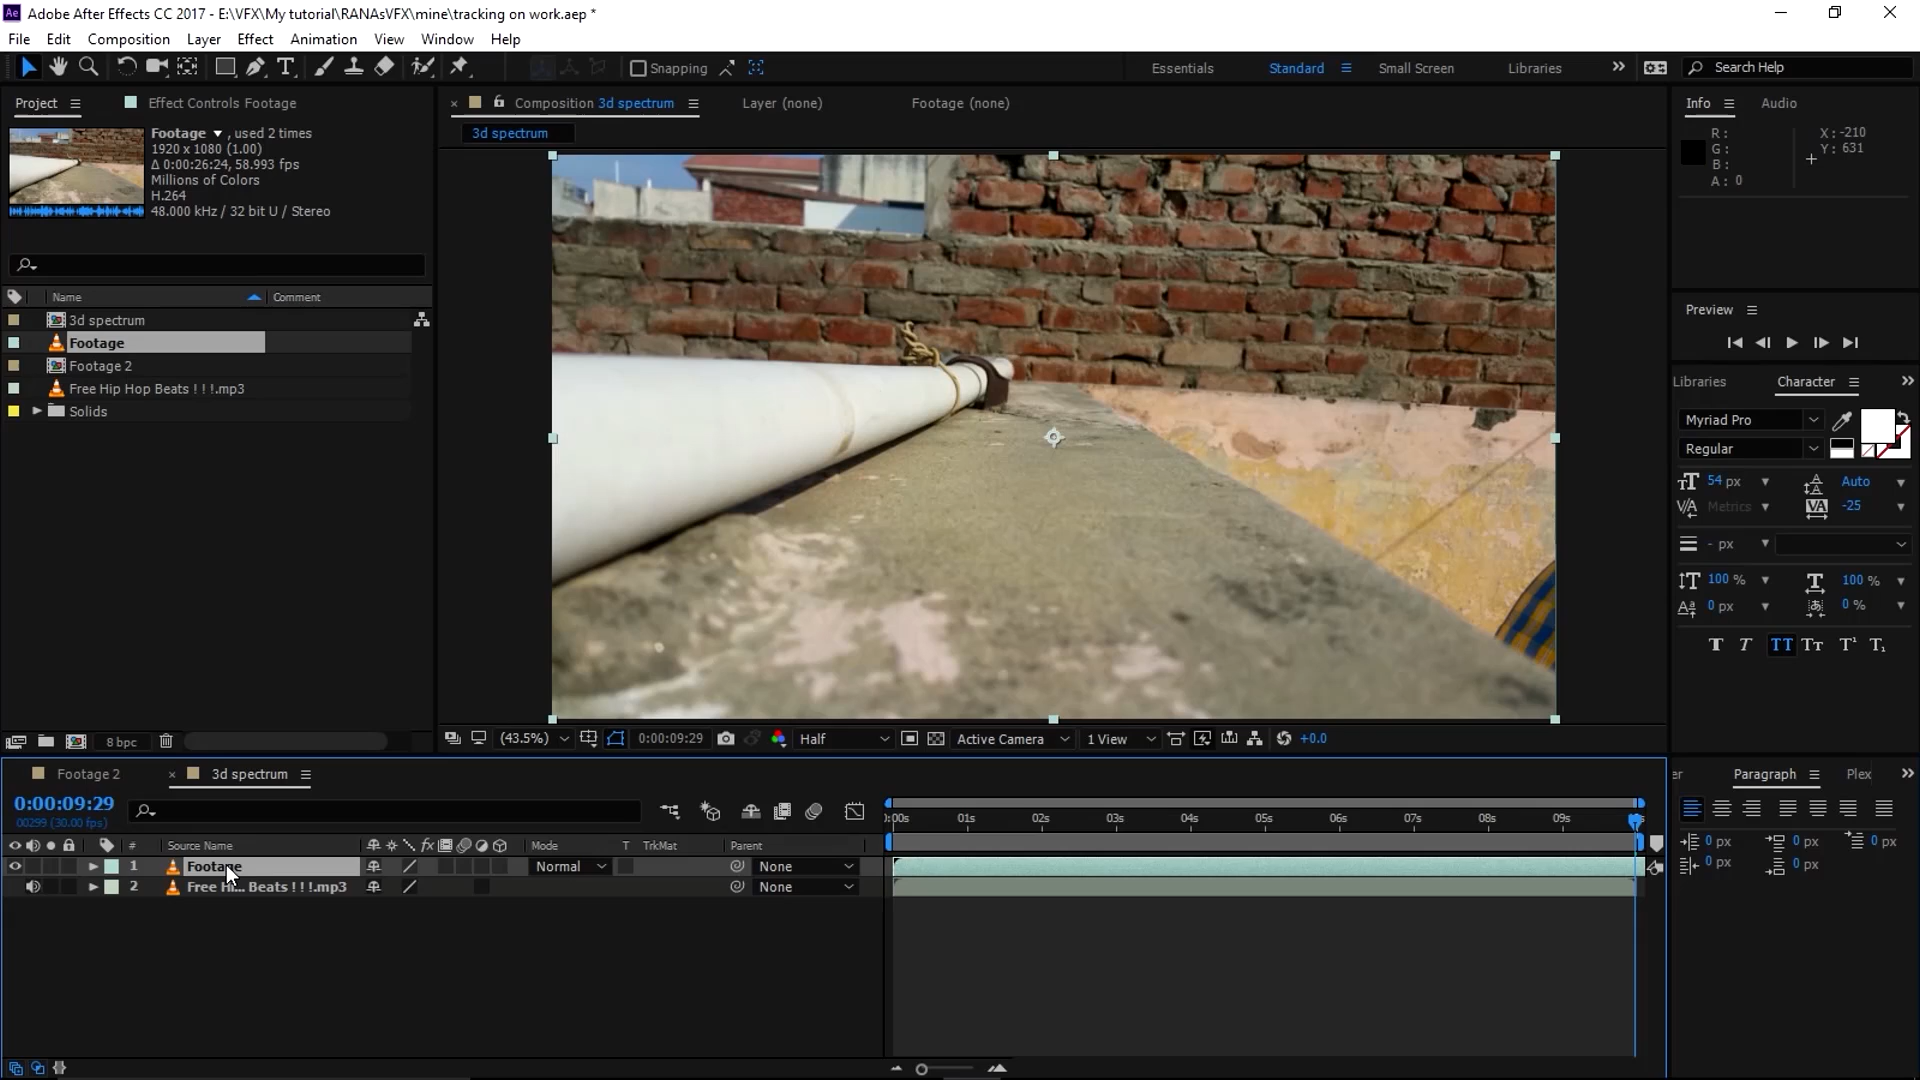 Ae Adobe After Effects CC 2017 - E:\VFX\My tutorial\RANAsVFX\mine\tracking on work.aep *
File Edit Composition Layer Effect Animation View Window Help
Snapping Essentials Standard Small Screen Libraries Search Help
Project Effect Controls Footage Composition 3d spectrum Layer (none) Footage (none) Info Audio
3d spectrum
Footage , used 2 times
1920 x 1080 (1.00)
Δ 0:00:26:24, 58.993 fps
Millions of Colors
H.264
48.000 kHz / 32 bit U / Stereo
R :
G :
B :
A : 0
X : -210
Y : 631
Preview
Name Comment
3d spectrum
Footage
Footage 2
Free Hip Hop Beats ! ! !.mp3
Solids
Libraries Character
Myriad Pro
Regular
54 px Auto
Metrics -25
- px
100 % 100 %
0 px 0 %
8 bpc (43.5%) 0:00:09:29 Half Active Camera 1 View +0.0
Footage 2 3d spectrum
er Paragraph Plex
0:00:09:29
00299 (30.00 fps)
:00s 01s 02s 03s 04s 05s 06s 07s 08s 09s
0 px 0 px 0 px
0 px 0 px
# Source Name Mode T TrkMat Parent
1 Footage Normal None
2 Free H... Beats ! ! !.mp3 None